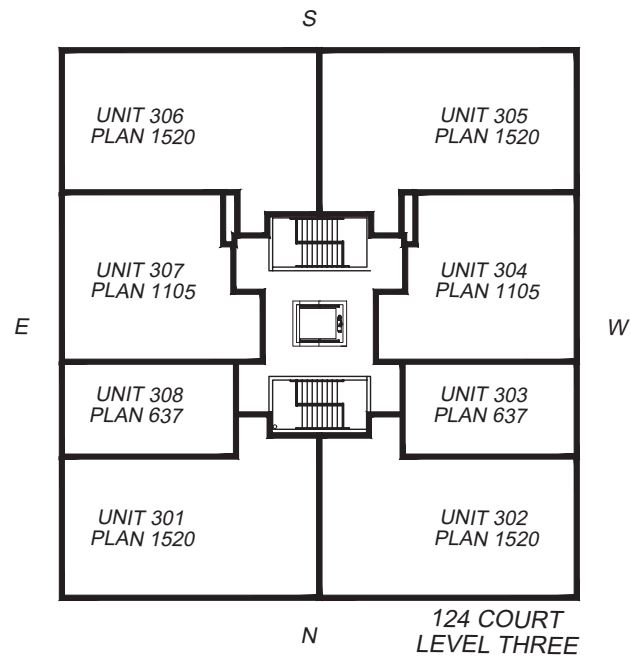 S
UNIT 306
PLAN 1520
UNIT 305
PLAN 1520
UNIT 307
PLAN 1105
UNIT 304
PLAN 1105
E
W
UNIT 308
PLAN 637
UNIT 303
PLAN 637
UNIT 301
PLAN 1520
UNIT 302
PLAN 1520
N
124 COURT
LEVEL THREE